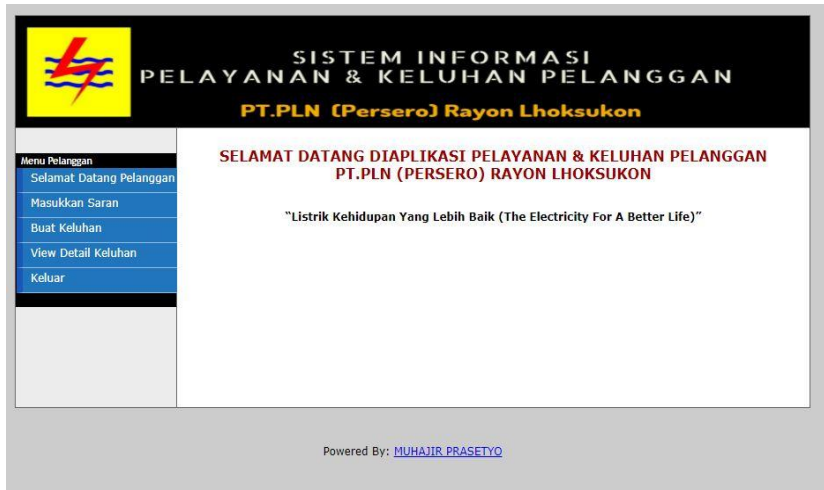 SISTEM INFORMASI
PELAYANAN & KELUHAN PELANGGAN
PT.PLN (Persero) Rayon Lhoksukon
Menu Pelanggan
Selamat Datang Pelanggan
Masukkan Saran
Buat Keluhan
View Detail Keluhan
Keluar
SELAMAT DATANG DIAPLIKASI PELAYANAN & KELUHAN PELANGGAN
PT.PLN (PERSERO) RAYON LHOKSUKON
“Listrik Kehidupan Yang Lebih Baik (The Electricity For A Better Life)”
Powered By: MUHAJIR PRASETYO